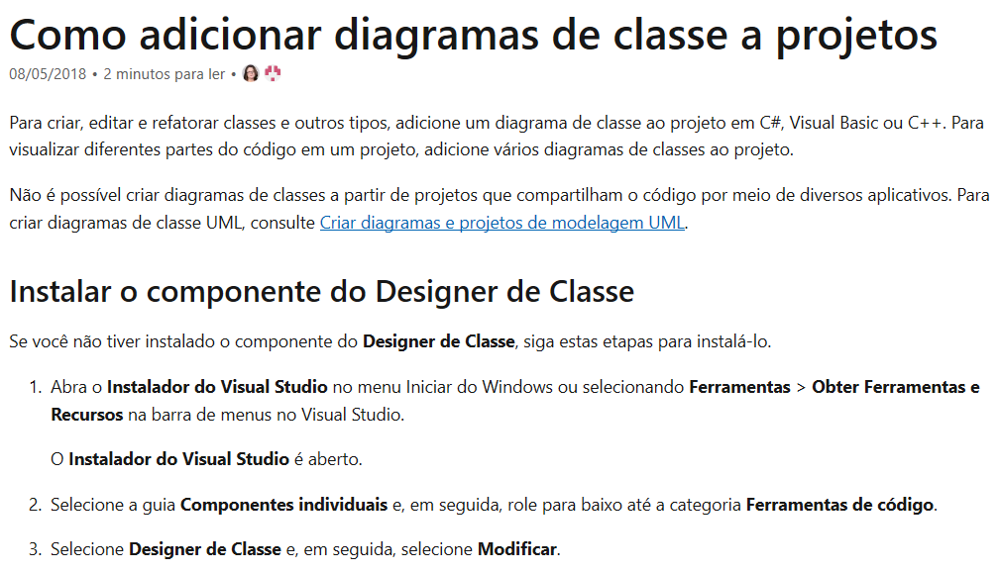 Como adicionar diagramas de classe a projetos
08/05/2018 • 2 minutos para ler •
Para criar, editar e refatorar classes e outros tipos, adicione um diagrama de classe ao projeto em C#, Visual Basic ou C++. Para
visualizar diferentes partes do código em um projeto, adicione vários diagramas de classes ao projeto.
Não é possível criar diagramas de classes a partir de projetos que compartilham o código por meio de diversos aplicativos. Para
criar diagramas de classe UML, consulte Criar diagramas e projetos de modelagem UML.
Instalar o componente do Designer de Classe
Se você não tiver instalado o componente do Designer de Classe, siga estas etapas para instalá-lo.
1. Abra o Instalador do Visual Studio no menu Iniciar do Windows ou selecionando Ferramentas > Obter Ferramentas e
Recursos na barra de menus no Visual Studio.
O Instalador do Visual Studio é aberto.
2. Selecione a guia Componentes individuais e, em seguida, role para baixo até a categoria Ferramentas de código.
3. Selecione Designer de Classe e, em seguida, selecione Modificar.